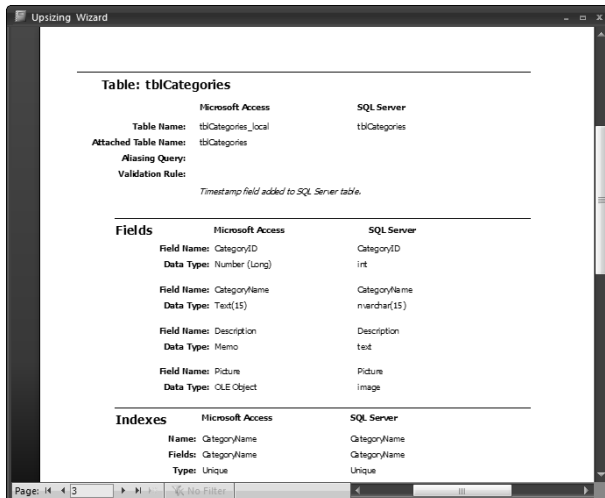 Upsizing Wizard
Table: tblCategories
Microsoft Access SQL Server
Table Name: tblCategories_local tblCategories
Attached Table Name: tblCategories
Aliasing Query:
Validation Rule:
Timestamp field added to SQL Server table.
Fields Microsoft Access SQL Server
Field Name: CategoryID CategoryID
Data Type: Number (Long) int
Field Name: CategoryName CategoryName
Data Type: Text(15) nvarchar(15)
Field Name: Description Description
Data Type: Memo text
Field Name: Picture Picture
Data Type: OLE Object image
Indexes Microsoft Access SQL Server
Name: CategoryName CategoryName
Fields: CategoryName CategoryName
Type: Unique Unique
Page: 3 No Filter